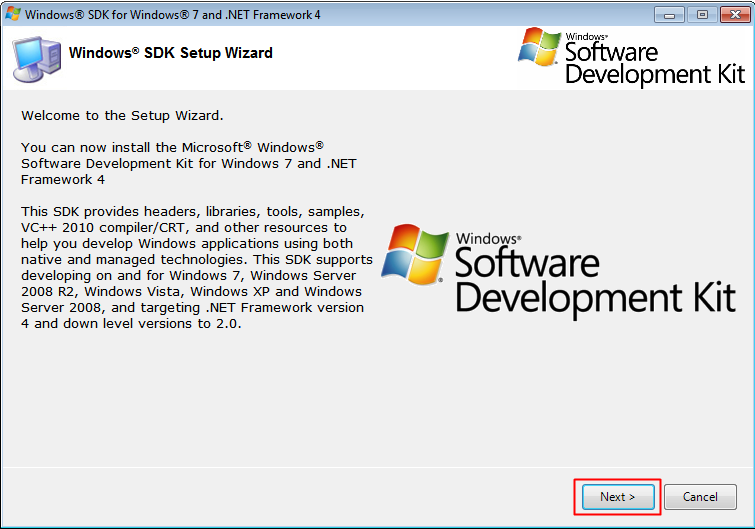 Windows® SDK for Windows® 7 and .NET Framework 4
Windows® SDK Setup Wizard
Windows®
Software
Development Kit
Welcome to the Setup Wizard.
You can now install the Microsoft® Windows®
Software Development Kit for Windows 7 and .NET
Framework 4
This SDK provides headers, libraries, tools, samples,
VC++ 2010 compiler/CRT, and other resources to
help you develop Windows applications using both
native and managed technologies. This SDK supports
developing on and for Windows 7, Windows Server
2008 R2, Windows Vista, Windows XP and Windows
Server 2008, and targeting .NET Framework version
4 and down level versions to 2.0.
Windows®
Software
Development Kit
Next >
Cancel